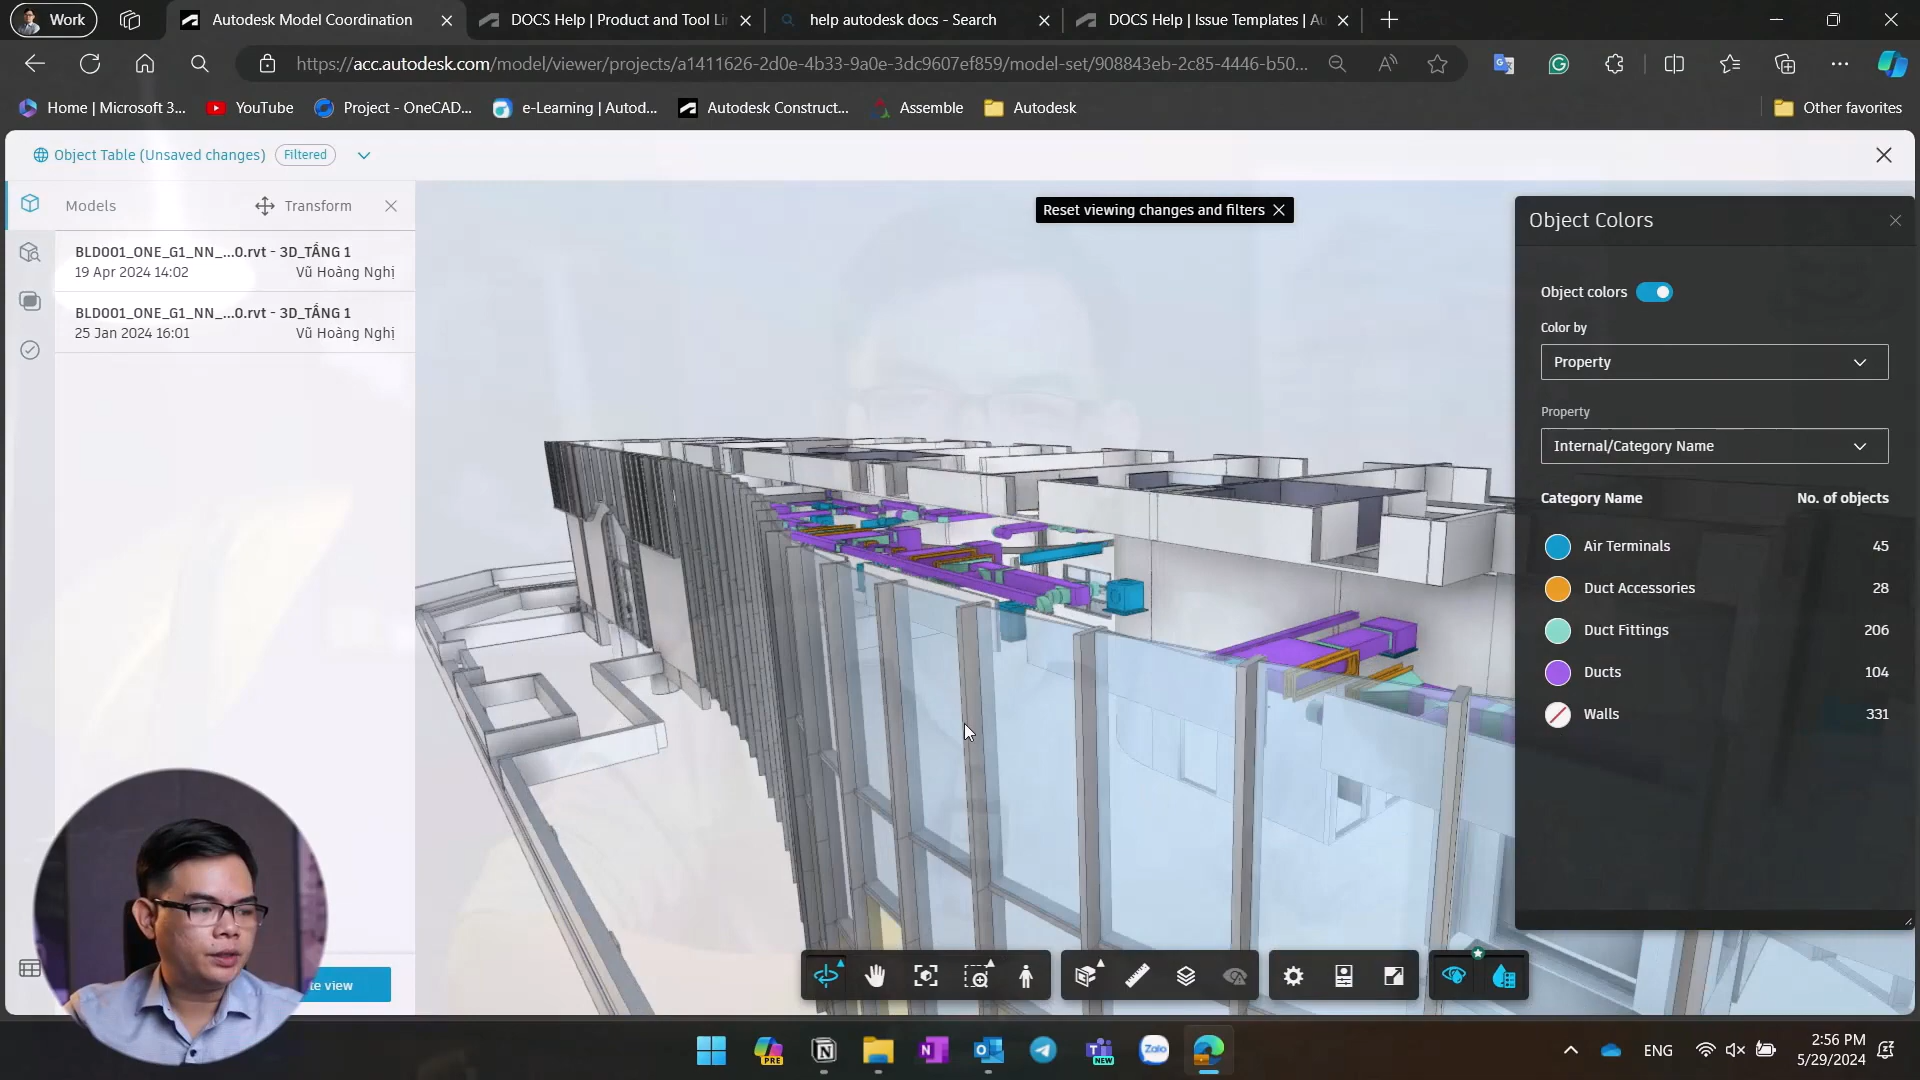 Work
Autodesk Model Coordination
DOCS Help | Product and Tool Li
help autodesk docs - Search
DOCS Help | Issue Templates | Au
https://acc.autodesk.com/model/viewer/projects/a1411626-2d0e-4b33-9a0e-3dc9607ef859/model-set/908843eb-2c85-4446-b50...
Home | Microsoft 3...
YouTube
Project - OneCAD...
e-Learning | Autod...
Autodesk Construct...
Assemble
Autodesk
Other favorites
Object Table (Unsaved changes)
Filtered
Models
Transform
BLD001_ONE_G1_NN_...0.rvt - 3D_TẦNG 1
19 Apr 2024 14:02
Vũ Hoàng Nghị
BLD001_ONE_G1_NN_...0.rvt - 3D_TẦNG 1
25 Jan 2024 16:01
Vũ Hoàng Nghị
te view
Reset viewing changes and filters
Object Colors
Object colors
Color by
Property
Property
Internal/Category Name
Category Name No. of objects
Air Terminals 45
Duct Accessories 28
Duct Fittings 206
Ducts 104
Walls 331
PRE
NEW
Zalo
ENG
2:56 PM
5/29/2024